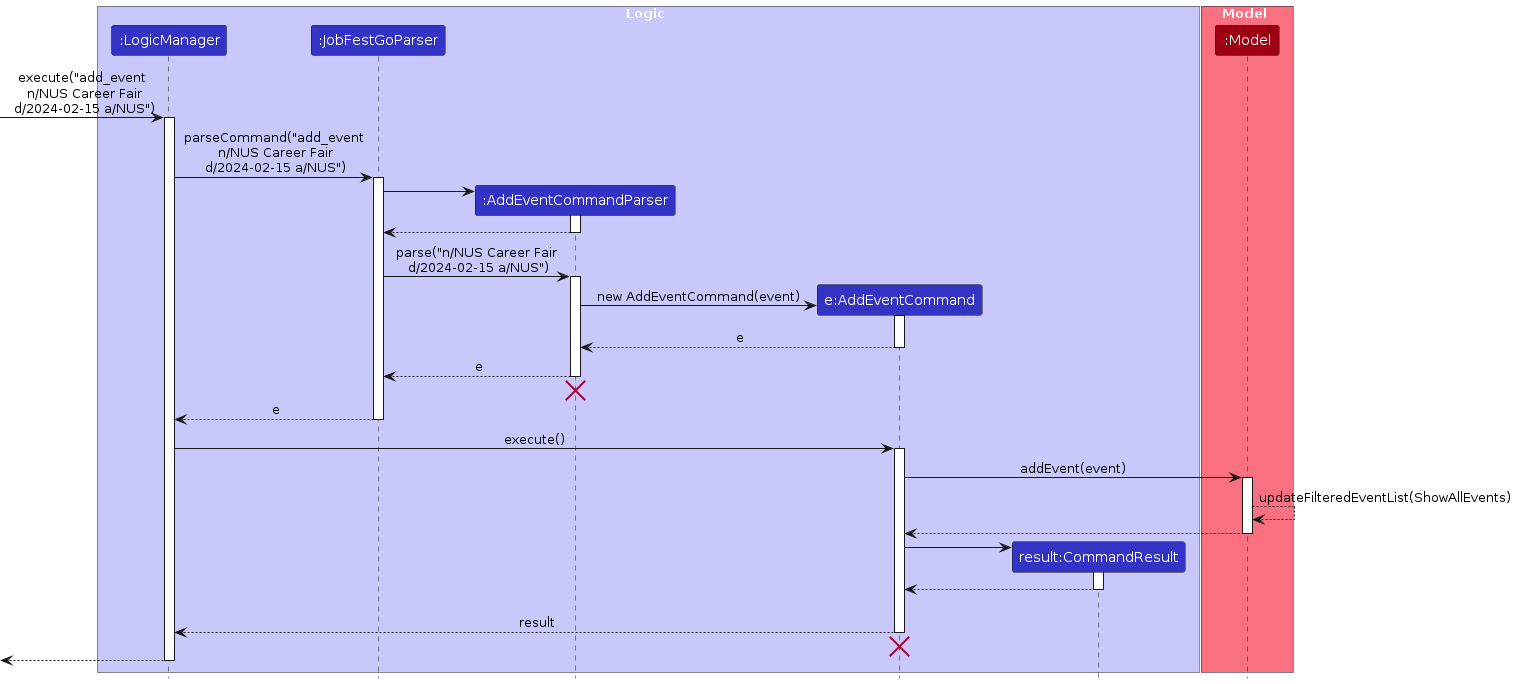 Logic
Model
:LogicManager
:JobFestGoParser
:Model
execute("add_event
n/NUS Career Fair
d/2024-02-15 a/NUS")
parseCommand("add_event
n/NUS Career Fair
d/2024-02-15 a/NUS")
:AddEventCommandParser
parse("n/NUS Career Fair
d/2024-02-15 a/NUS")
new AddEventCommand(event)
e:AddEventCommand
e
e
e
execute()
addEvent(event)
updateFilteredEventList(ShowAllEvents)
result:CommandResult
result